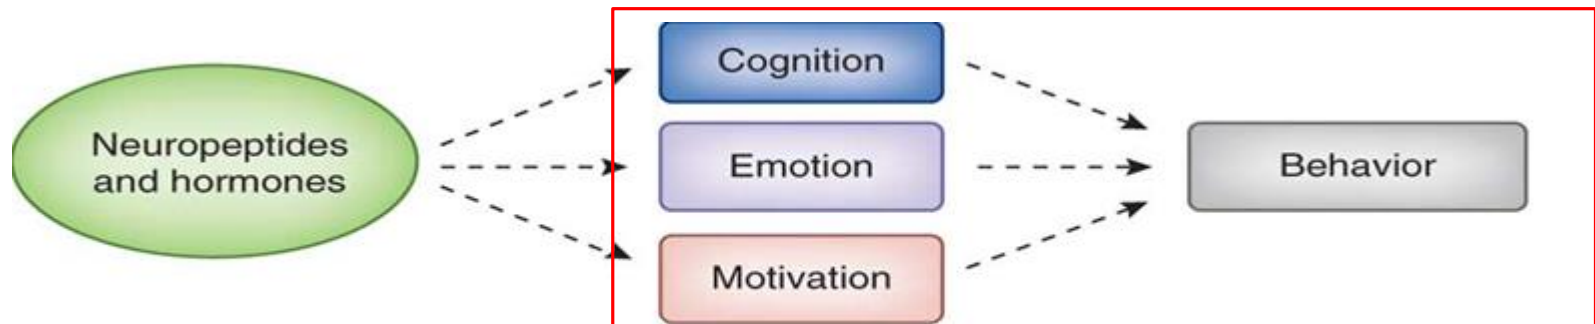 Neuropeptides
and hormones
Cognition
Emotion
Motivation
Behavior